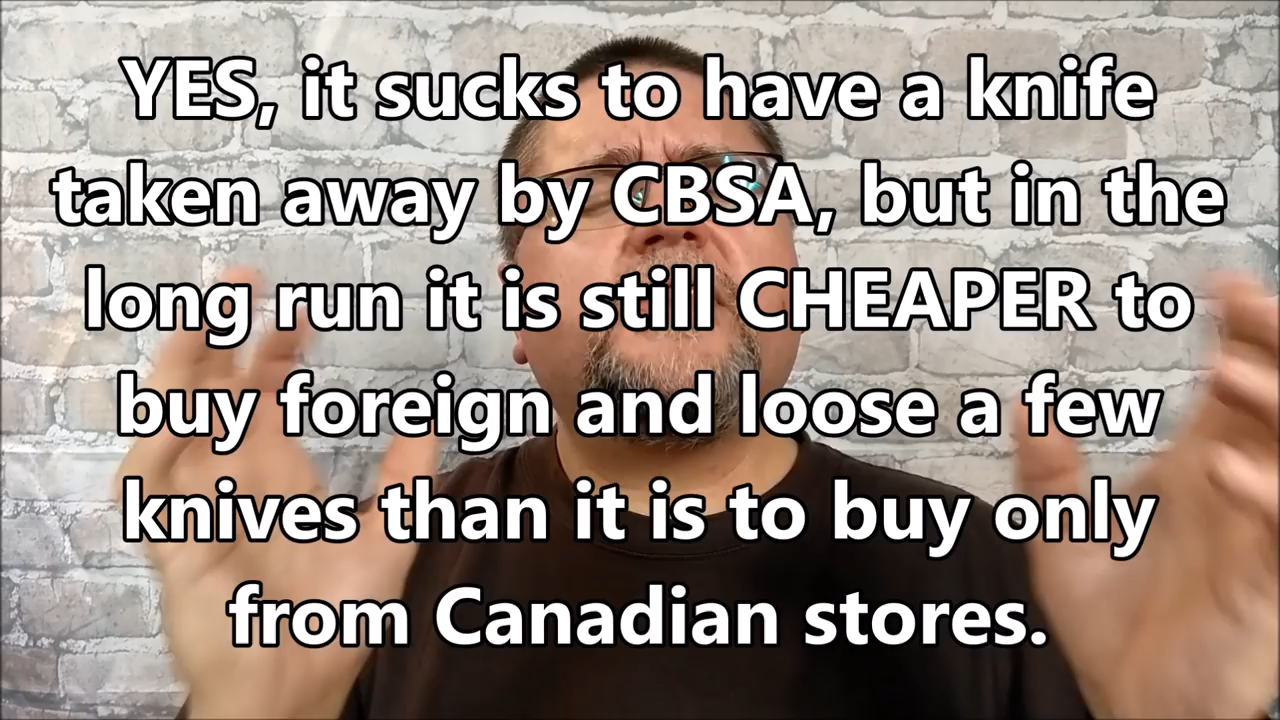 YES, it sucks to have a knife
taken away by CBSA, but in the
long run it is still CHEAPER to
buy foreign and loose a few
knives than it is to buy only
from Canadian stores.